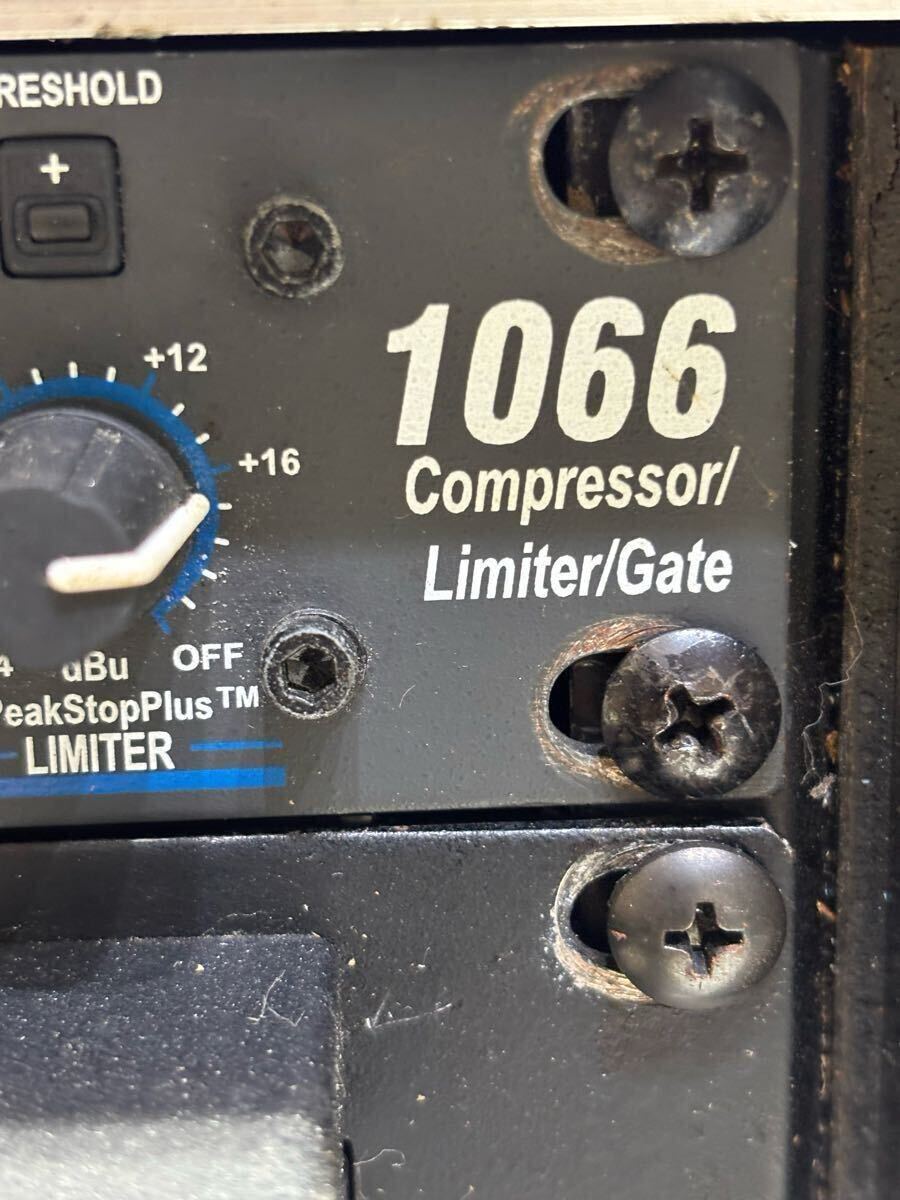 RESHOLD
+
+12
1066
+16
Compressor/
Limiter/Gate
4 dBu OFF
PeakStopPlus™
LIMITER